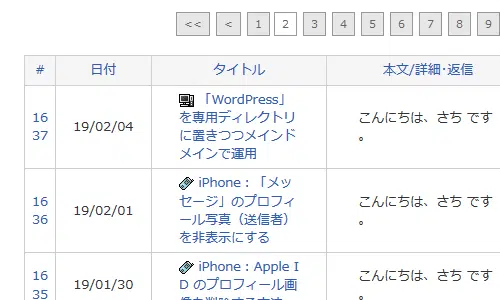 << < 1 2 3 4 5 6 7 8 9
# 日付 タイトル 本文/詳細・返信
16
37
19/02/04
「WordPress」
を専用ディレクトリ
に置きつつメインド
メインで運用
こんにちは、さち です
。
16
36
19/02/01
iPhone：「メッ
セージ」のプロフィ
ール写真（送信者）
を非表示にする
こんにちは、さち です
。
16
35
19/01/30
iPhone：Apple I
D のプロフィール画
こんにちは、さち です
。